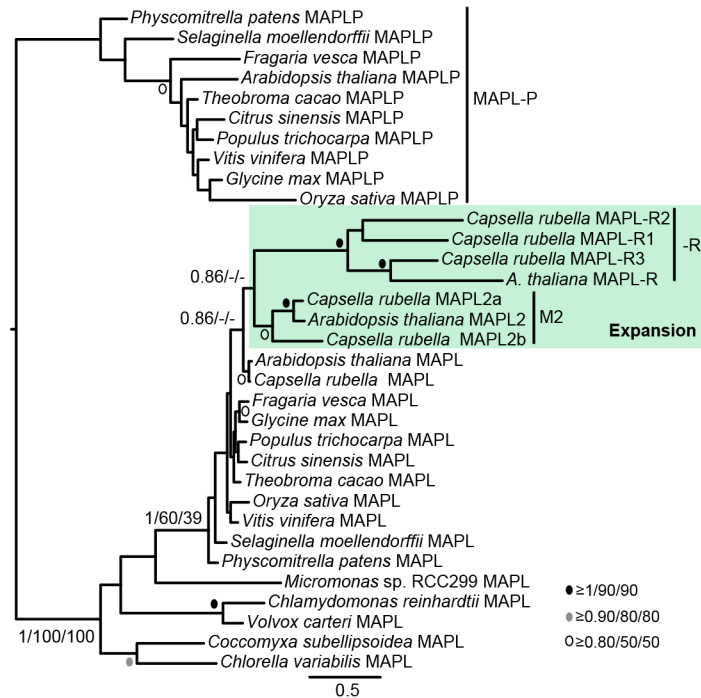 Physcomitrella patens MAPLP
Selaginella moellendorffii MAPLP
Fragaria vesca MAPLP
Arabidopsis thaliana MAPLP
Theobroma cacao MAPLP
MAPL-P
Citrus sinensis MAPLP
Populus trichocarpa MAPLP
Vitis vinifera MAPLP
Glycine max MAPLP
Oryza sativa MAPLP
Capsella rubella MAPL-R2
Capsella rubella MAPL-R1
-R
Capsella rubella MAPL-R3
A. thaliana MAPL-R
0.86/-/-
Capsella rubella MAPL2a
Arabidopsis thaliana MAPL2
M2
0.86/-/-
Capsella rubella MAPL2b
Expansion
Arabidopsis thaliana MAPL
Capsella rubella MAPL
Fragaria vesca MAPL
Glycine max MAPL
Populus trichocarpa MAPL
Citrus sinensis MAPL
Theobroma cacao MAPL
Oryza sativa MAPL
1/60/39
Vitis vinifera MAPL
Selaginella moellendorffii MAPL
Physcomitrella patens MAPL
Micromonas sp. RCC299 MAPL
≥1/90/90
Chlamydomonas reinhardtii MAPL
≥0.90/80/80
Volvox carteri MAPL
1/100/100
Coccomyxa subellipsoidea MAPL
≥0.80/50/50
Chlorella variabilis MAPL
0.5